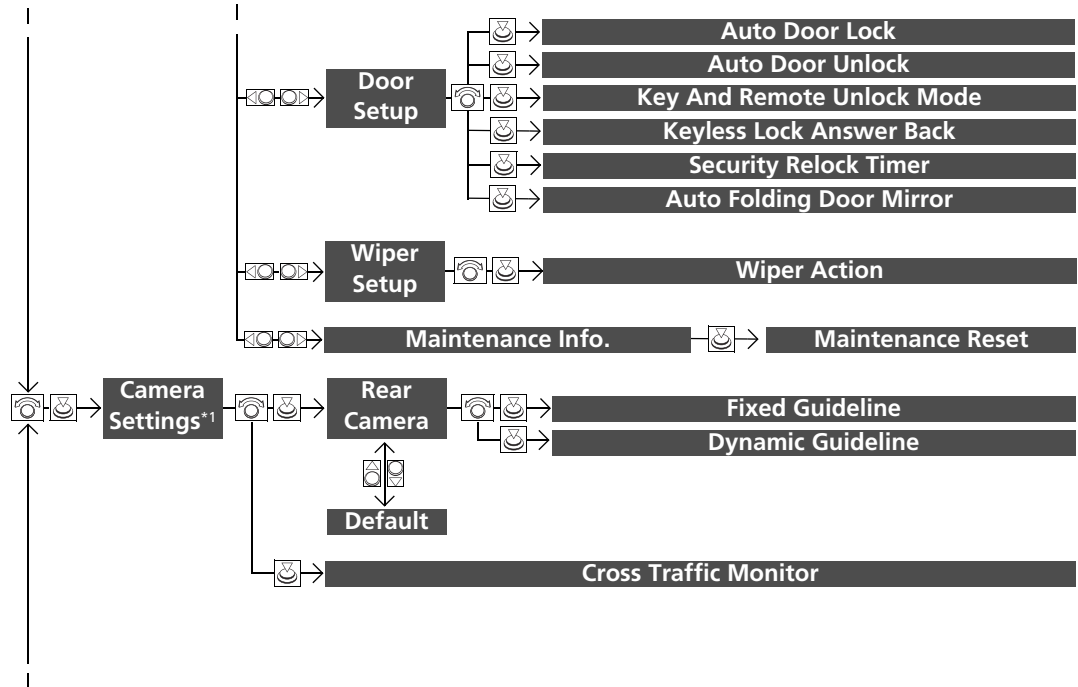 Auto Door Lock
Auto Door Unlock
Door
Setup
Key And Remote Unlock Mode
Keyless Lock Answer Back
Security Relock Timer
Auto Folding Door Mirror
Wiper
Setup
Wiper Action
Maintenance Info.
Maintenance Reset
Camera
Settings*1
Rear
Camera
Fixed Guideline
Dynamic Guideline
Default
Cross Traffic Monitor